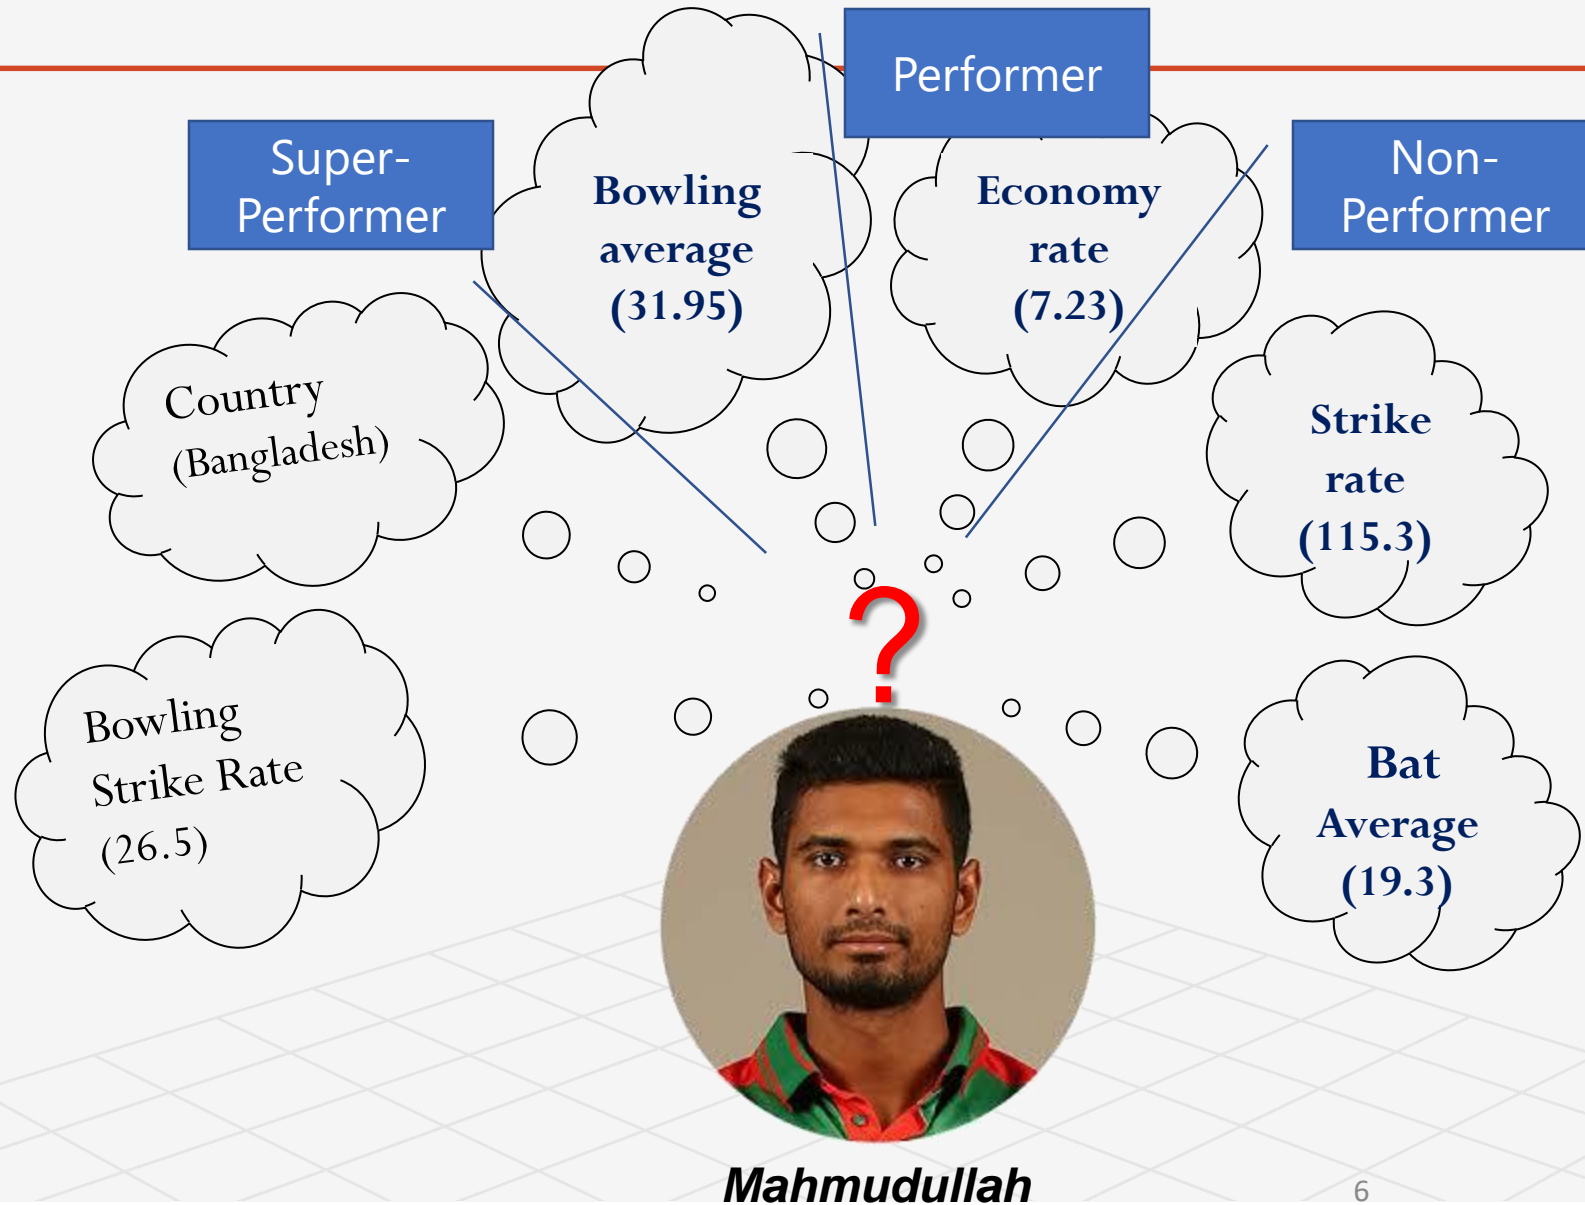 Performer
Super-
Performer
Non-
Performer
Bowling
average
(31.95)
Economy
rate
(7.23)
Country
(Bangladesh)
Strike
rate
(115.3)
Bowling
Strike Rate
(26.5)
?
Bat
Average
(19.3)
Mahmudullah
6